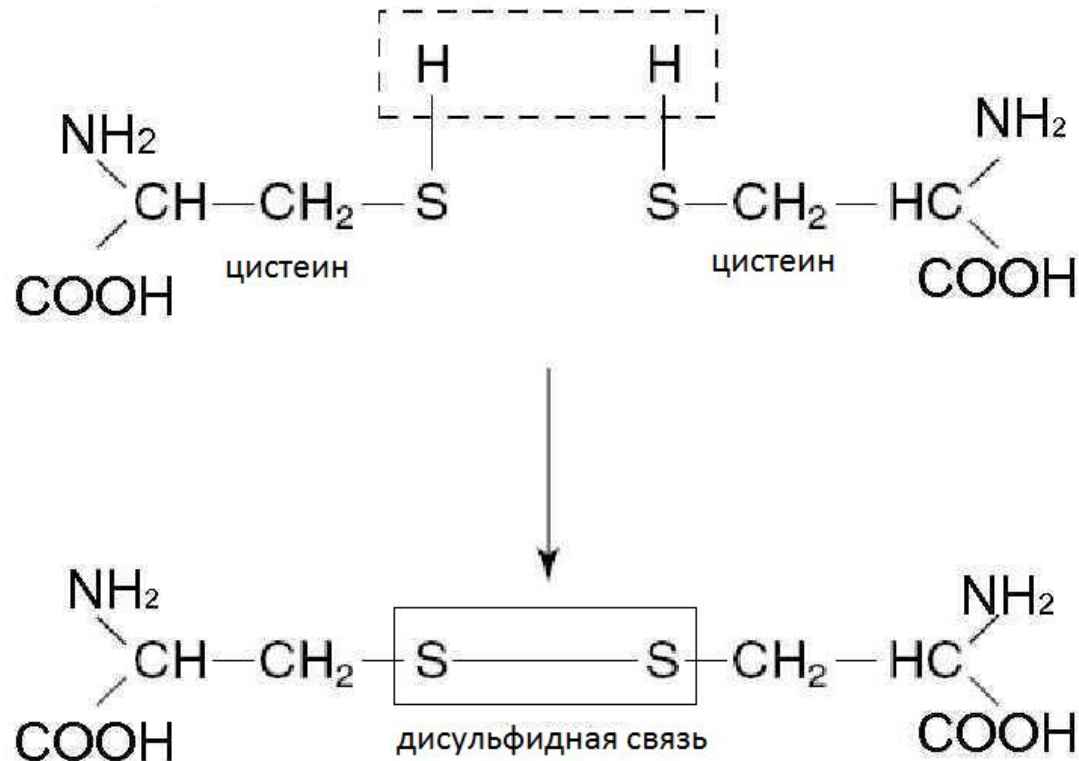 H H
NH2 NH2
CH—CH2—S S—CH2—HC
цистеин цистеин
COOH COOH
NH2 NH2
CH—CH2—S—S—CH2—HC
COOH COOH
дисульфидная связь